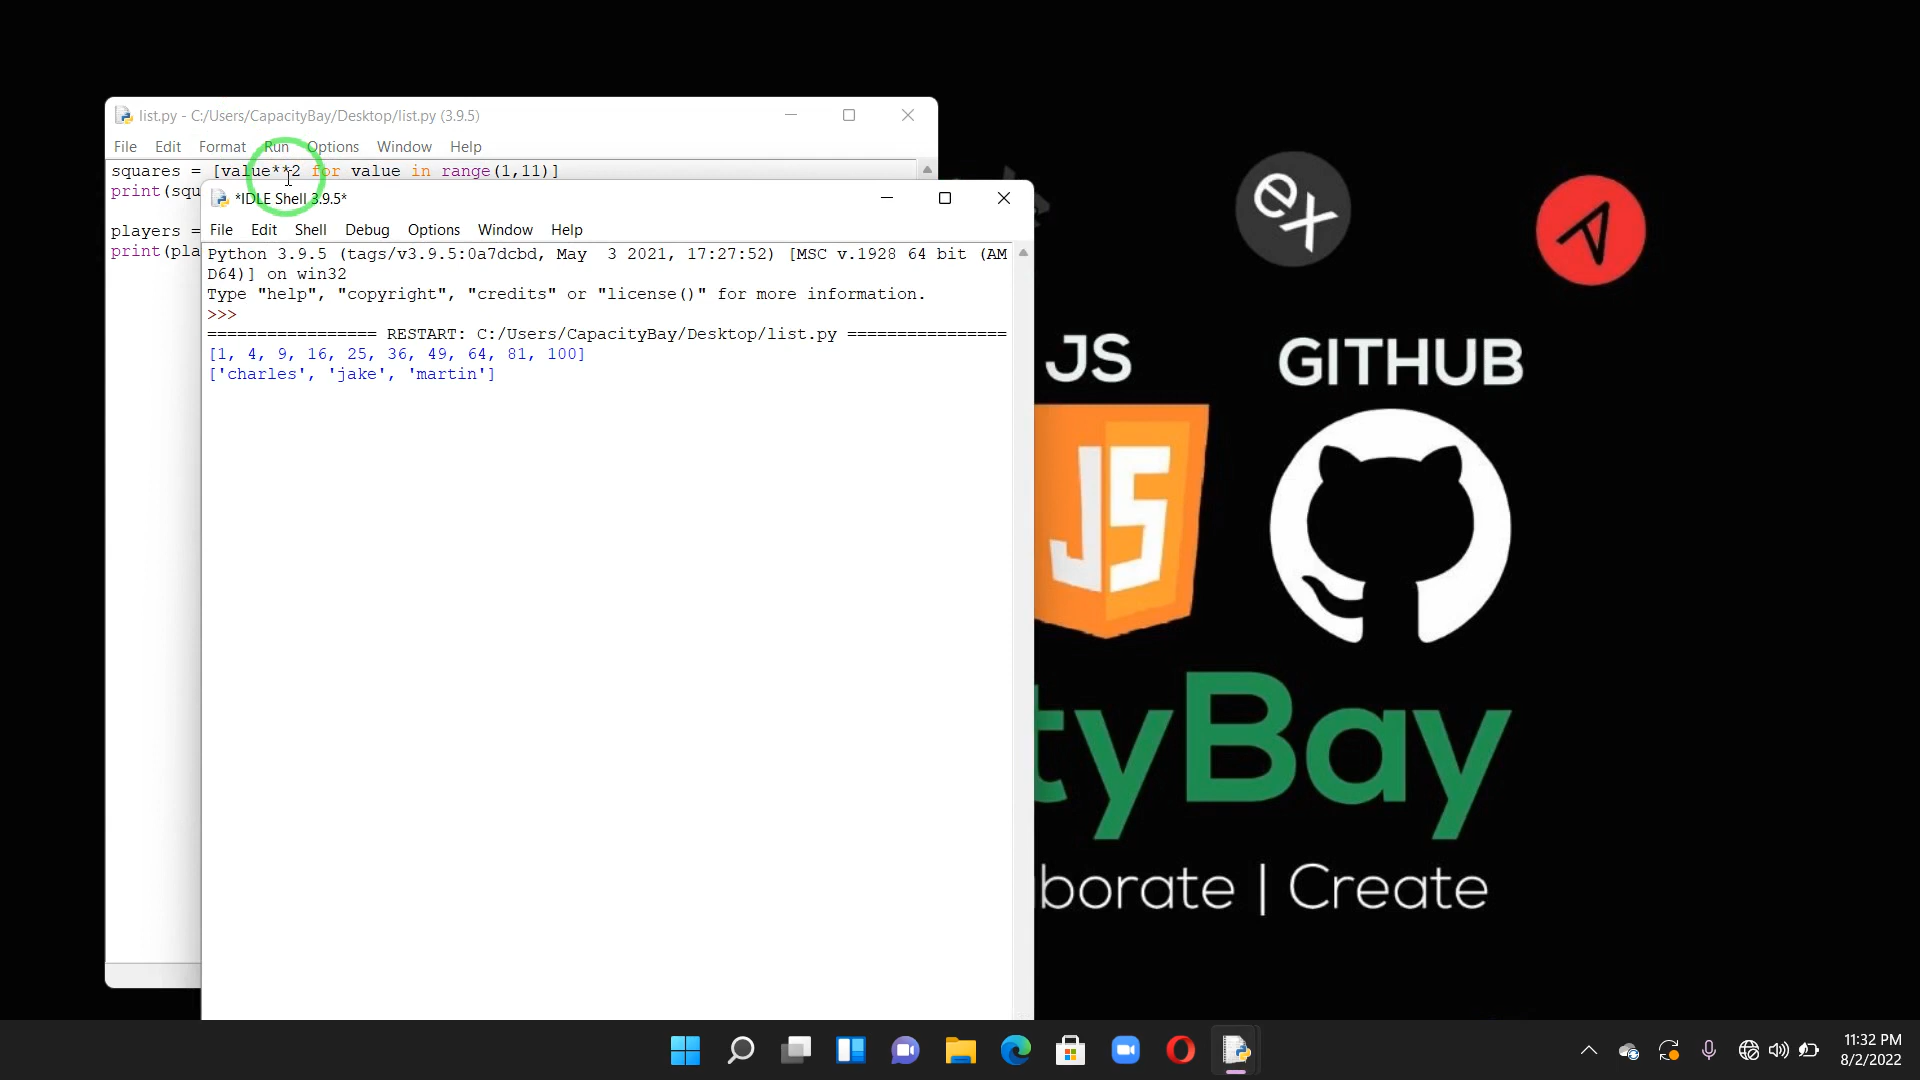 list.py - C:/Users/CapacityBay/Desktop/list.py (3.9.5)
File Edit Format Run Options Window Help
squares = [value**2 for value in range(1,11)]
print(squ
players =
print(pla
*IDLE Shell 3.9.5*
File Edit Shell Debug Options Window Help
Python 3.9.5 (tags/v3.9.5:0a7dcbd, May  3 2021, 17:27:52) [MSC v.1928 64 bit (AM
D64)] on win32
Type "help", "copyright", "credits" or "license()" for more information.
>>>
================= RESTART: C:/Users/CapacityBay/Desktop/list.py ================
[1, 4, 9, 16, 25, 36, 49, 64, 81, 100]
['charles', 'jake', 'martin']
ex
JS
GITHUB
JS
tyBay
borate | Create
11:32 PM
8/2/2022